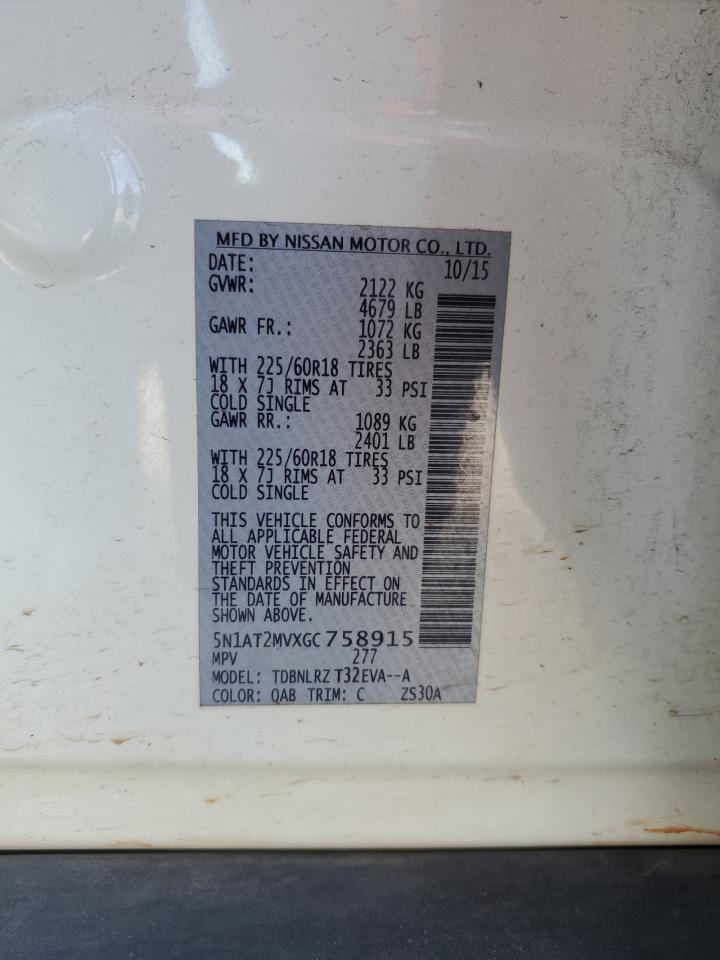 MFD BY NISSAN MOTOR CO., LTD.
DATE: 10/15
GVWR: 2122 KG
4679 LB
GAWR FR.: 1072 KG
2363 LB
WITH 225/60R18 TIRES
18 X 7J RIMS AT 33 PSI
COLD SINGLE
GAWR RR.: 1089 KG
2401 LB
WITH 225/60R18 TIRES
18 X 7J RIMS AT 33 PSI
COLD SINGLE
THIS VEHICLE CONFORMS TO
ALL APPLICABLE FEDERAL
MOTOR VEHICLE SAFETY AND
THEFT PREVENTION
STANDARDS IN EFFECT ON
THE DATE OF MANUFACTURE
SHOWN ABOVE.
5N1AT2MVXGC758915
MPV 277
MODEL: TDBNLRZ T32EVA--A
COLOR: QAB TRIM: C ZS30A